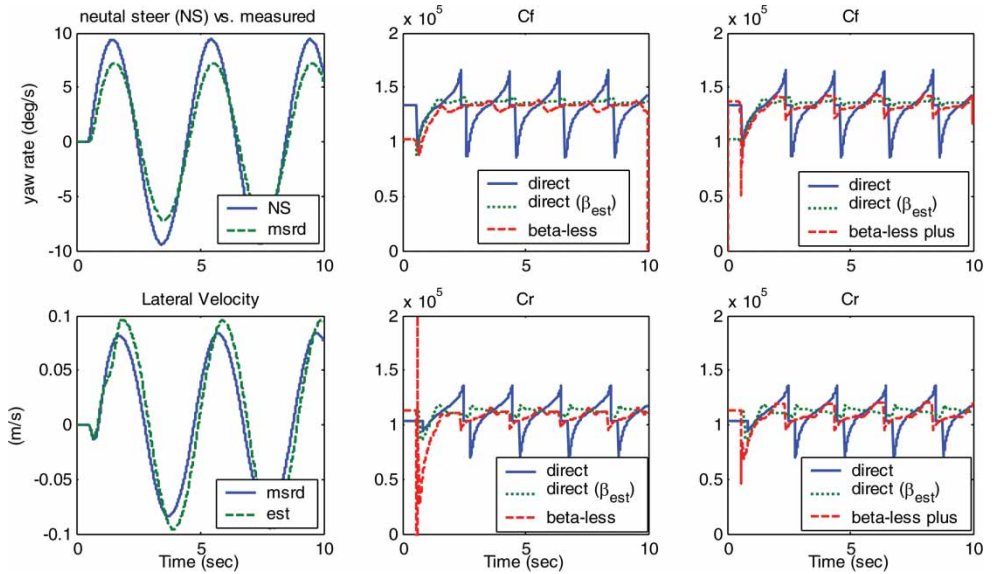 neutal steer (NS) vs. measured
yaw rate (deg/s)
10
5
0
-5
-10
0
5
10
NS
msrd
x 10^5
Cf
2
1.5
1
0.5
0
0
5
10
direct
direct (β_est)
beta-less
x 10^5
Cf
2
1.5
1
0.5
0
0
5
10
direct
direct (β_est)
beta-less plus
Lateral Velocity
(m/s)
0.1
0.05
0
-0.05
-0.1
0
5
10
Time (sec)
msrd
est
x 10^5
Cr
2
1.5
1
0.5
0
0
5
10
Time (sec)
direct
direct (β_est)
beta-less
x 10^5
Cr
2
1.5
1
0.5
0
0
5
10
Time (sec)
direct
direct (β_est)
beta-less plus